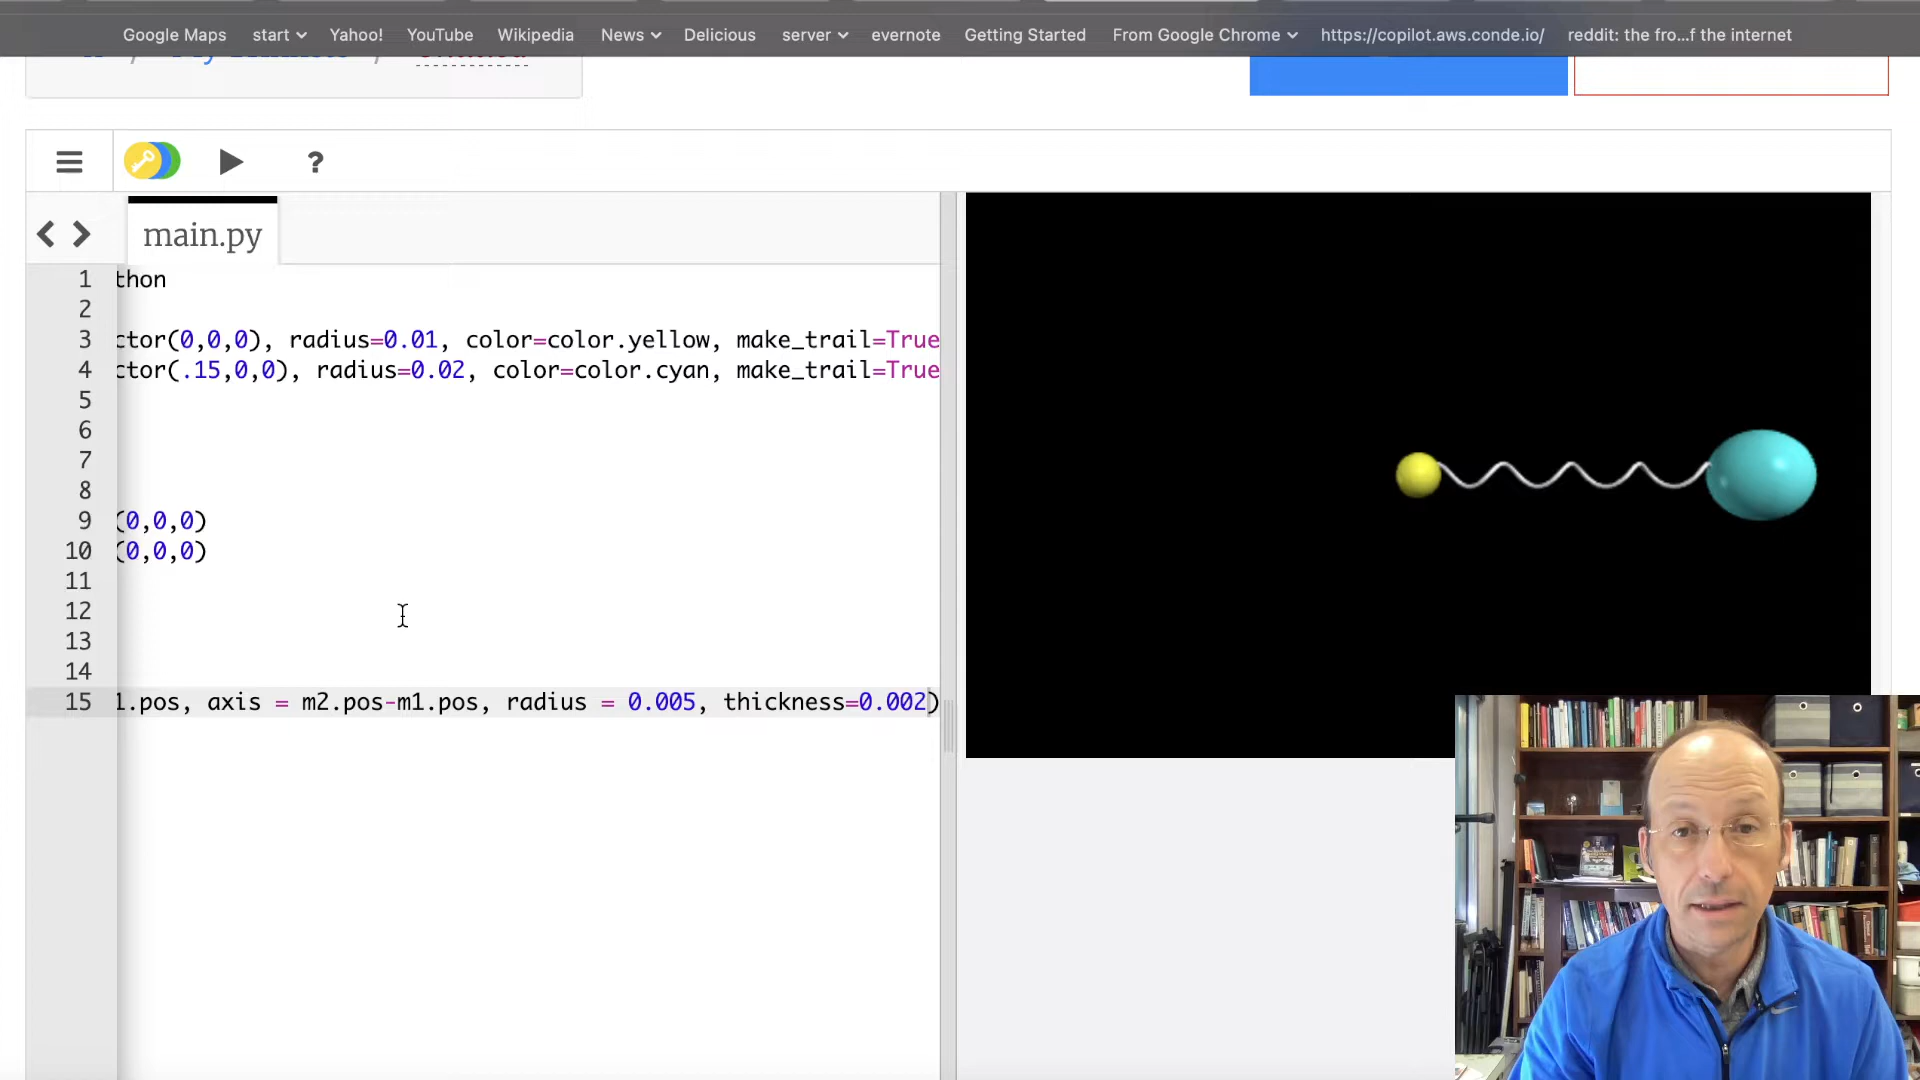 Google Maps start Yahoo! YouTube Wikipedia News Delicious server evernote Getting Started From Google Chrome https://copilot.aws.conde.io/ reddit: the fro...f the internet
?
main.py
1 thon
2
3 ctor(0,0,0), radius=0.01, color=color.yellow, make_trail=True
4 ctor(.15,0,0), radius=0.02, color=color.cyan, make_trail=True
5
6
7
8
9 (0,0,0)
10 (0,0,0)
11
12
13
14
15 1.pos, axis = m2.pos-m1.pos, radius = 0.005, thickness=0.002)